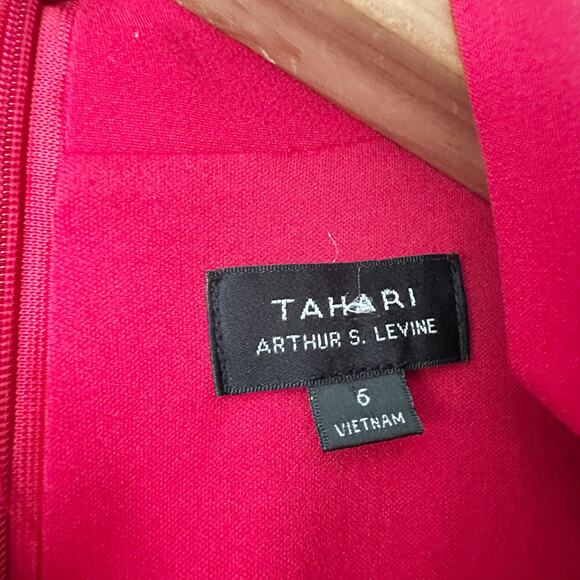 TAHARI
ARTHUR S. LEVINE
6
VIETNAM